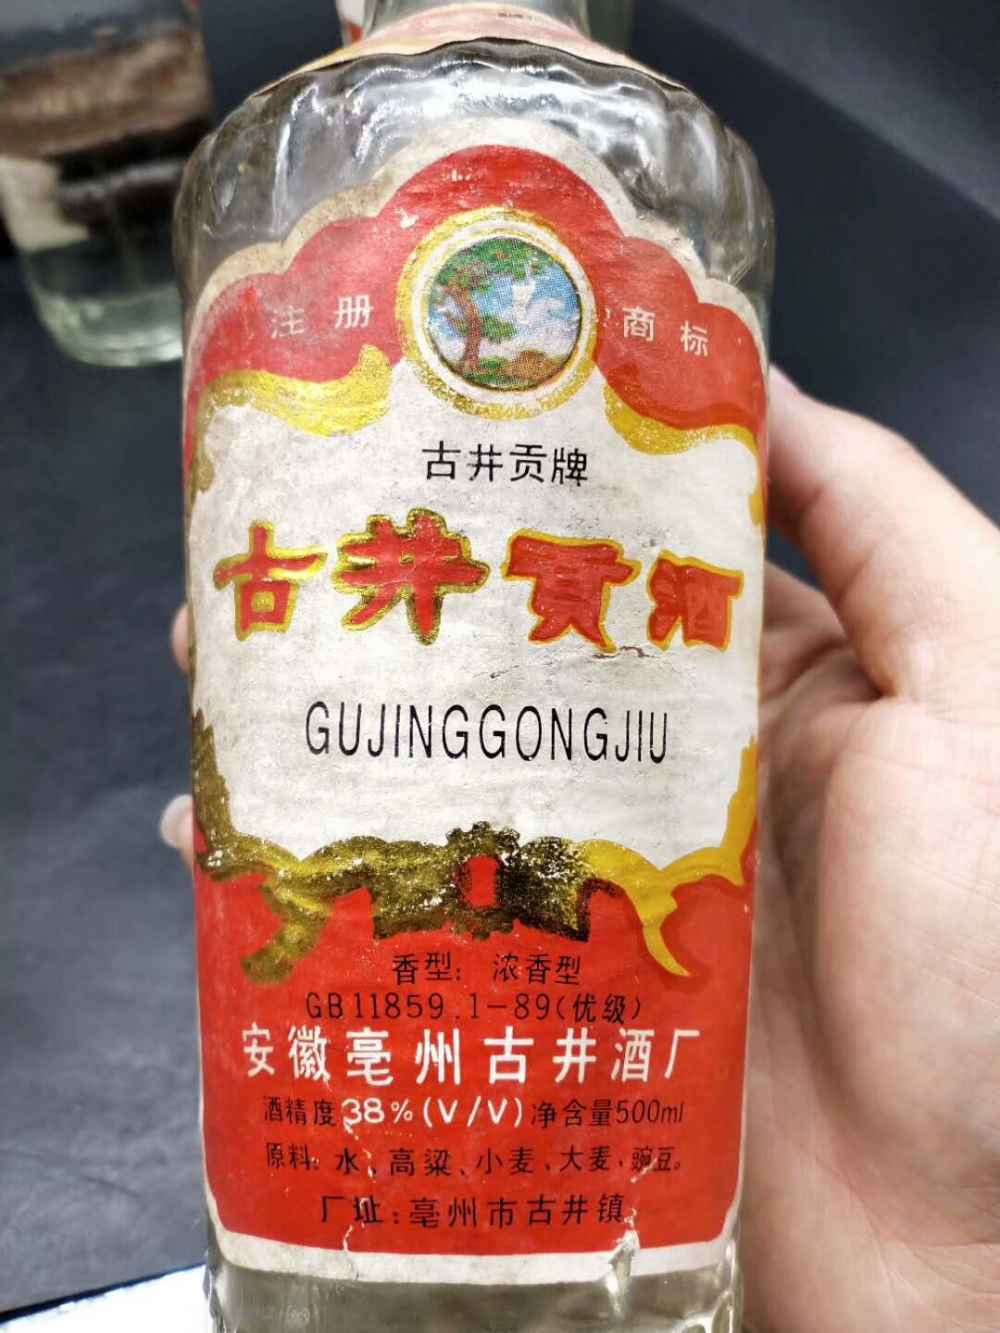 注册 商标
古井贡牌
古井贡酒
GUJINGGONGJIU
香型：浓香型
GB11859.1-89(优级)
安徽亳州古井酒厂
酒精度38%(V/V)净含量500ml
原料：水、高粱、小麦、大麦、豌豆。
厂址：亳州市古井镇